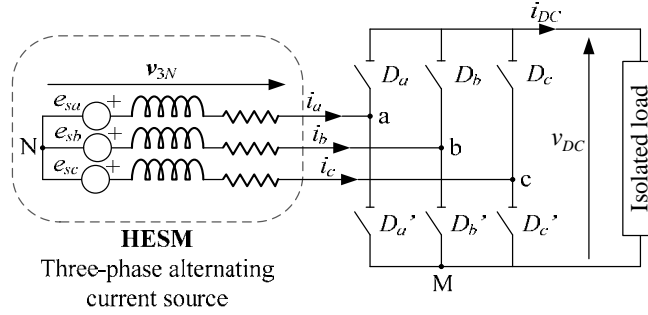 i_DC
v_3N
D_a
D_b
D_c
e_sa
+
i_a
a
N
e_sb
+
i_b
b
v_DC
Isolated load
e_sc
+
i_c
c
HESM
D_a’
D_b’
D_c’
Three-phase alternating
current source
M